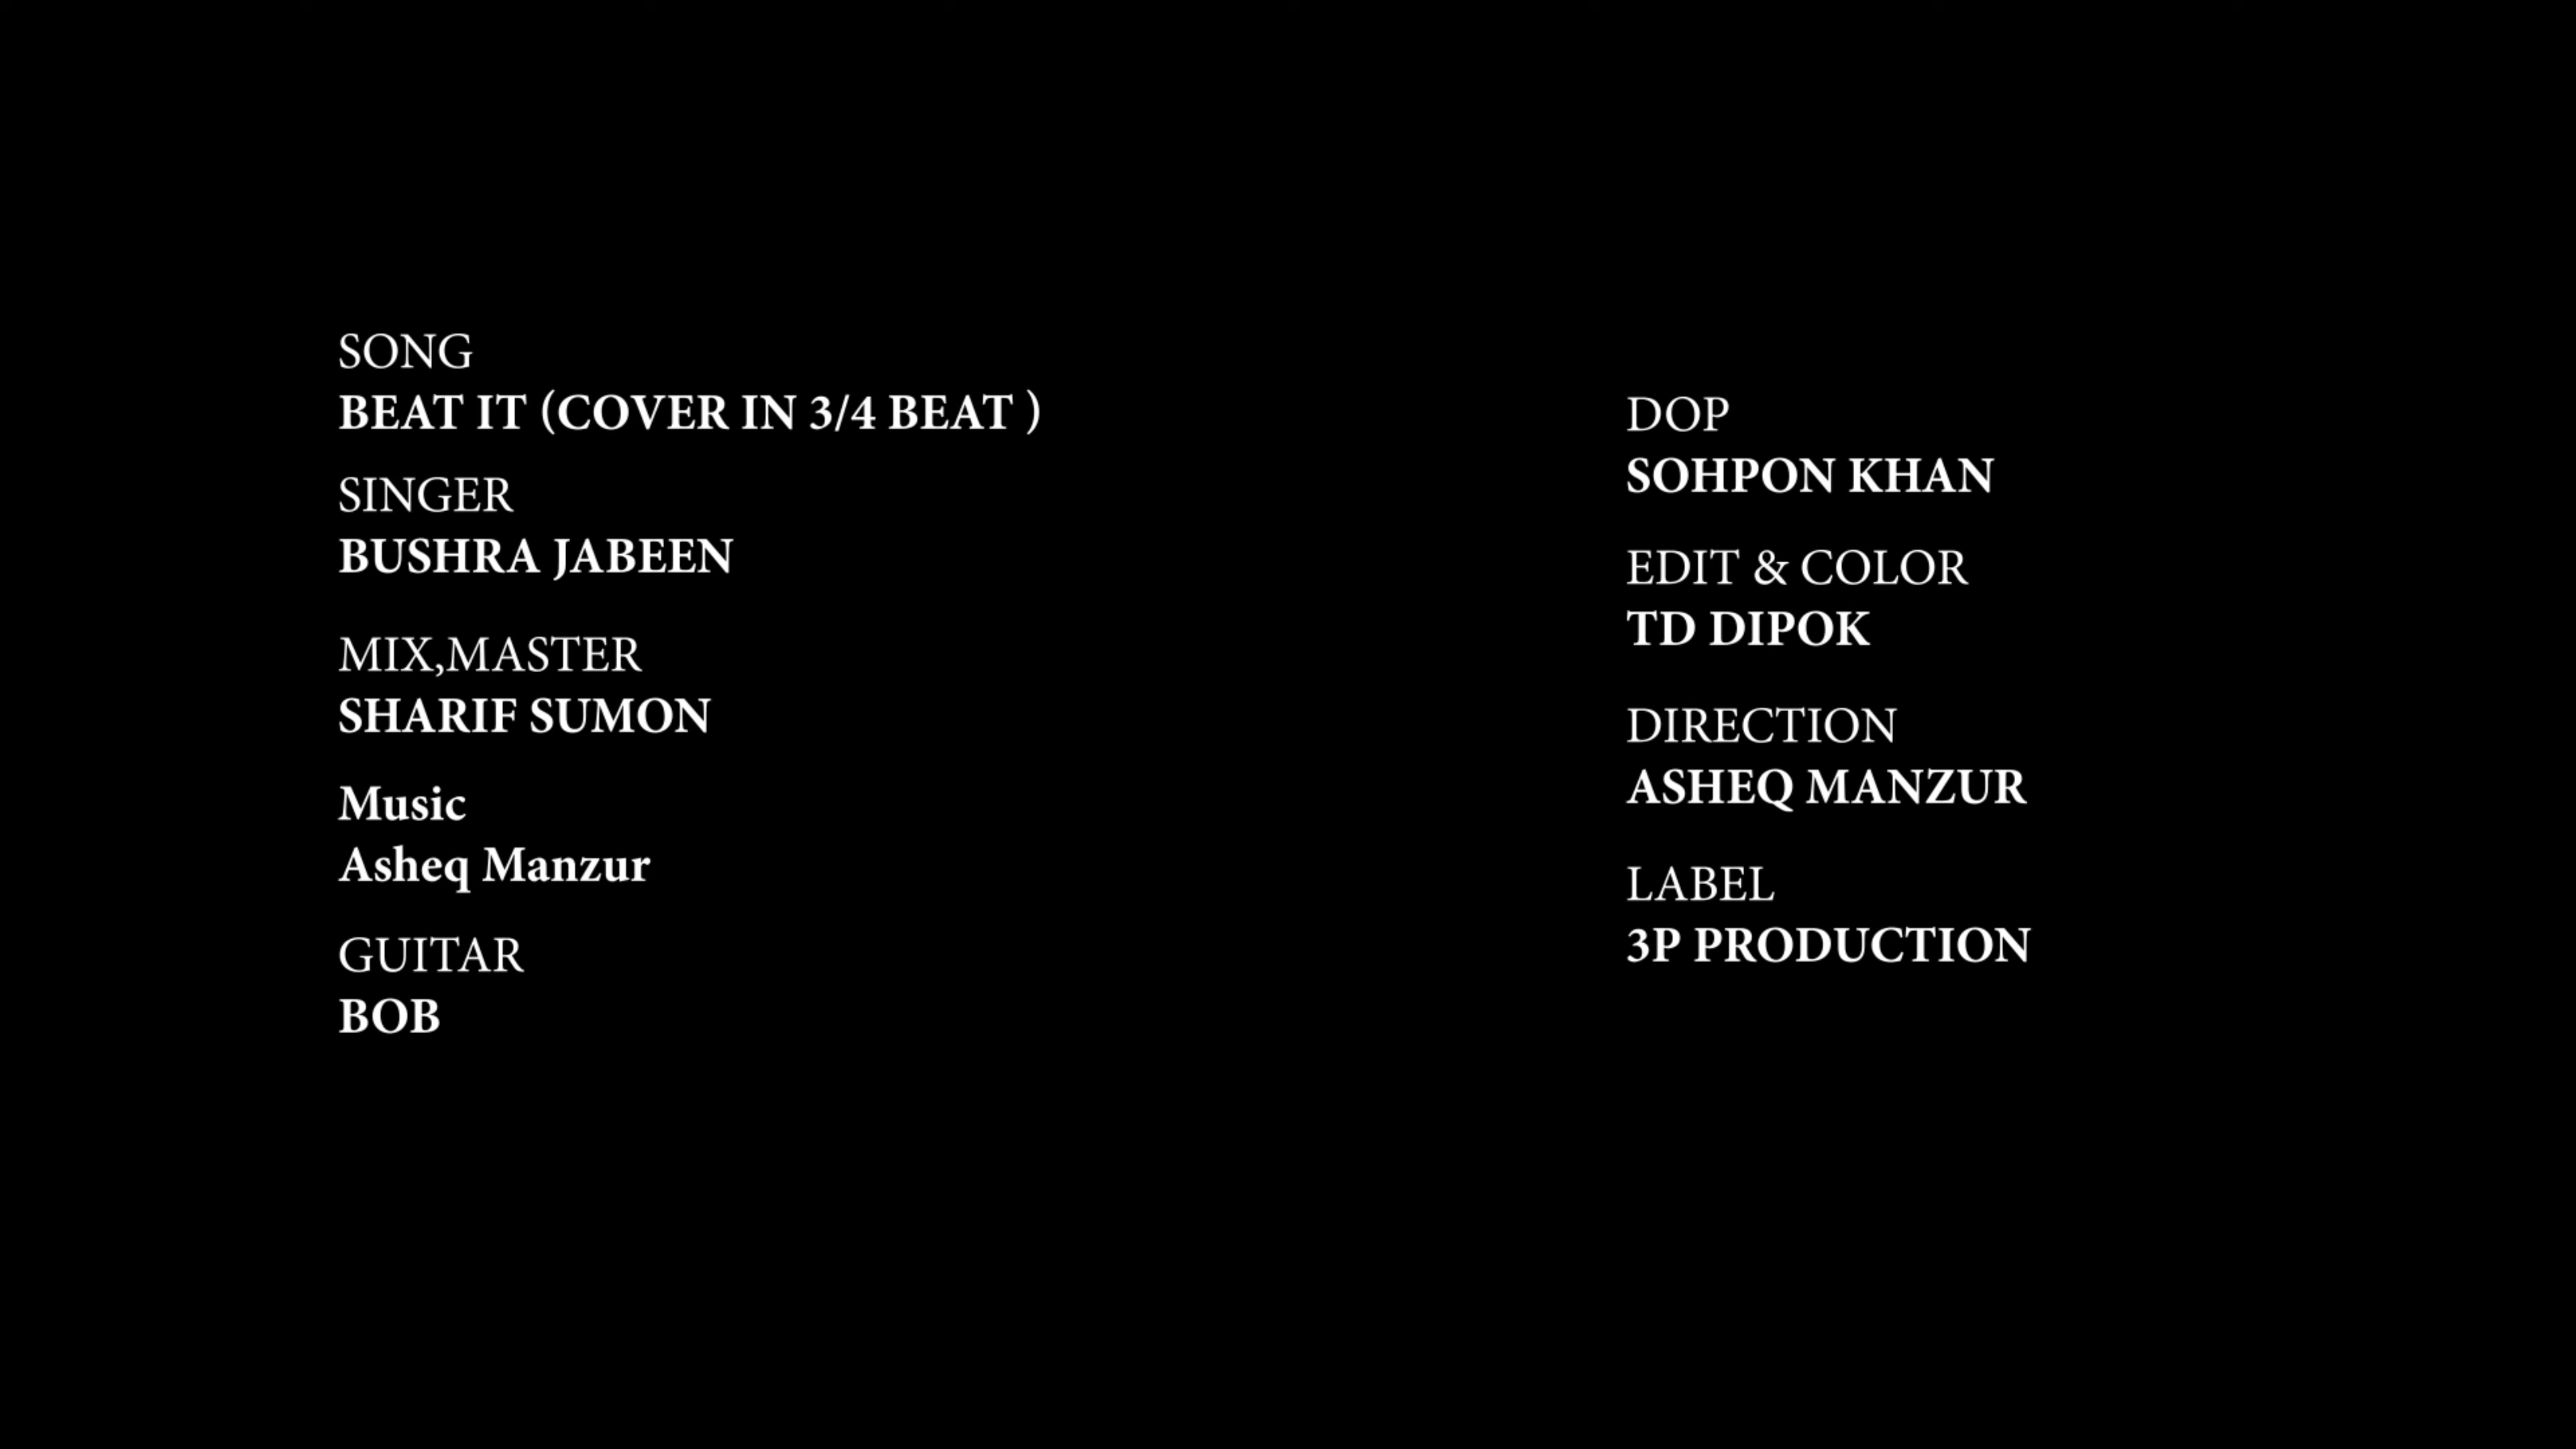 SONG
BEAT IT (COVER IN 3/4 BEAT )
SINGER
BUSHRA JABEEN
MIX,MASTER
SHARIF SUMON
Music
Asheq Manzur
GUITAR
BOB
DOP
SOHPON KHAN
EDIT & COLOR
TD DIPOK
DIRECTION
ASHEQ MANZUR
LABEL
3P PRODUCTION